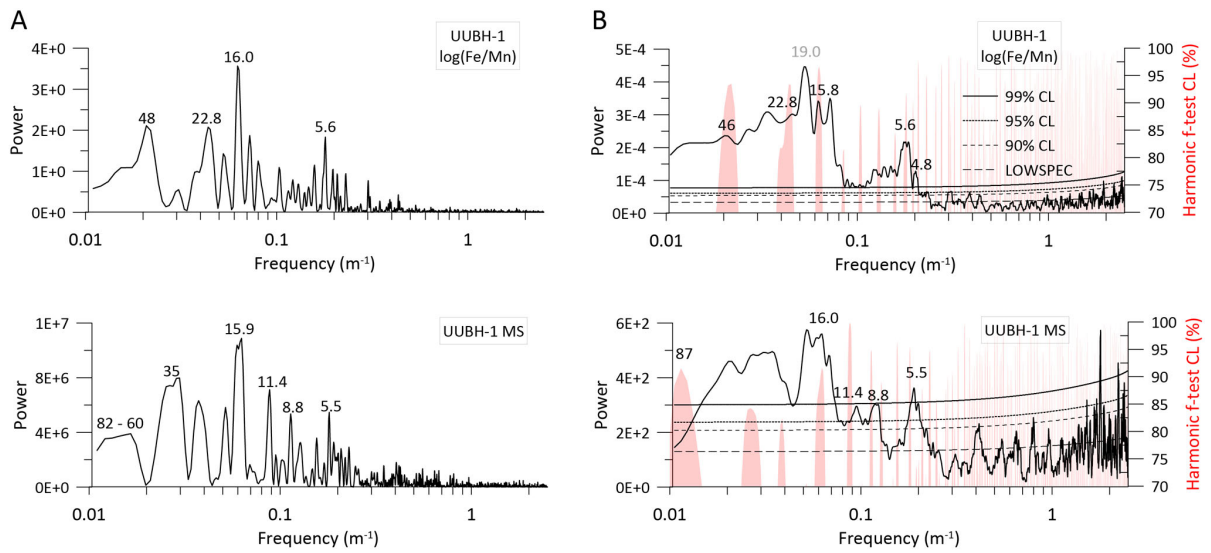 A
UUBH-1
log(Fe/Mn)
4E+0
3E+0
2E+0
1E+0
0E+0
Power
48
22.8
16.0
5.6
0.01
0.1
1
Frequency (m-1)
B
UUBH-1
log(Fe/Mn)
5E-4
4E-4
3E-4
2E-4
1E-4
0E+0
Power
46
22.8
19.0
15.8
5.6
4.8
99% CL
95% CL
90% CL
LOWSPEC
100
95
90
85
80
75
70
Harmonic f-test CL (%)
0.01
0.1
1
Frequency (m-1)
UUBH-1 MS
1E+7
8E+6
4E+6
2E+6
0E+0
Power
82 - 60
35
15.9
11.4
8.8
5.5
0.01
0.1
1
Frequency (m-1)
UUBH-1 MS
6E+2
4E+2
2E+2
0E+0
Power
87
16.0
11.4
8.8
5.5
100
95
90
85
80
75
70
Harmonic f-test CL (%)
0.01
0.1
1
Frequency (m-1)